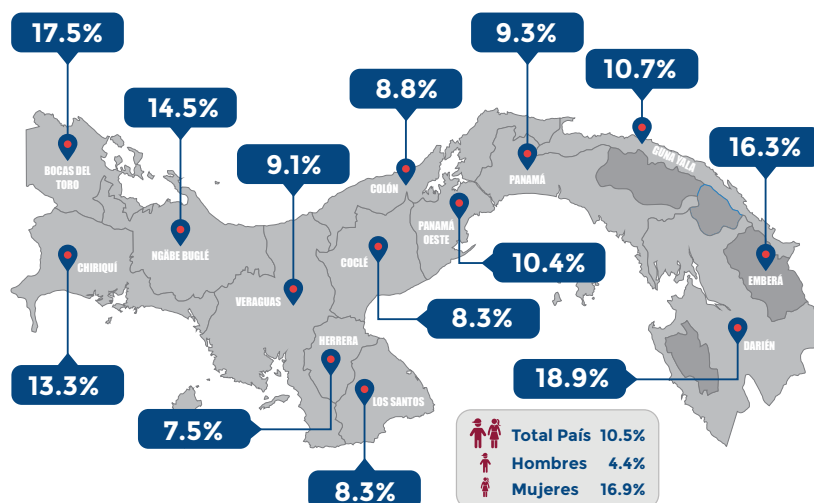 17.5%
9.3%
10.7%
8.8%
14.5%
16.3%
9.1%
BOCAS DEL
TORO
COLÓN
PANAMÁ
GUNA YALA
PANAMÁ
OESTE
NGÄBE BUGLÉ
COCLÉ
CHIRIQUÍ
10.4%
EMBERÁ
VERAGUAS
8.3%
HERRERA
DARIÉN
13.3%
18.9%
LOS SANTOS
7.5%
8.3%
Total País 10.5%
Hombres 4.4%
Mujeres 16.9%